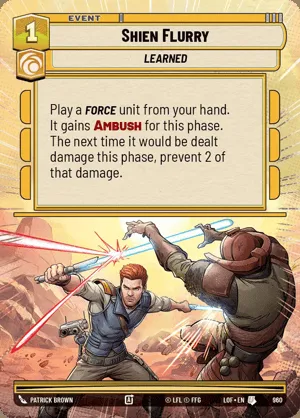 1
EVENT
SHIEN FLURRY
LEARNED
Play a FORCE unit from your hand.
It gains AMBUSH for this phase.
The next time it would be dealt
damage this phase, prevent 2 of
that damage.
PATRICK BROWN
© LFL © FFG
LOF • EN
960